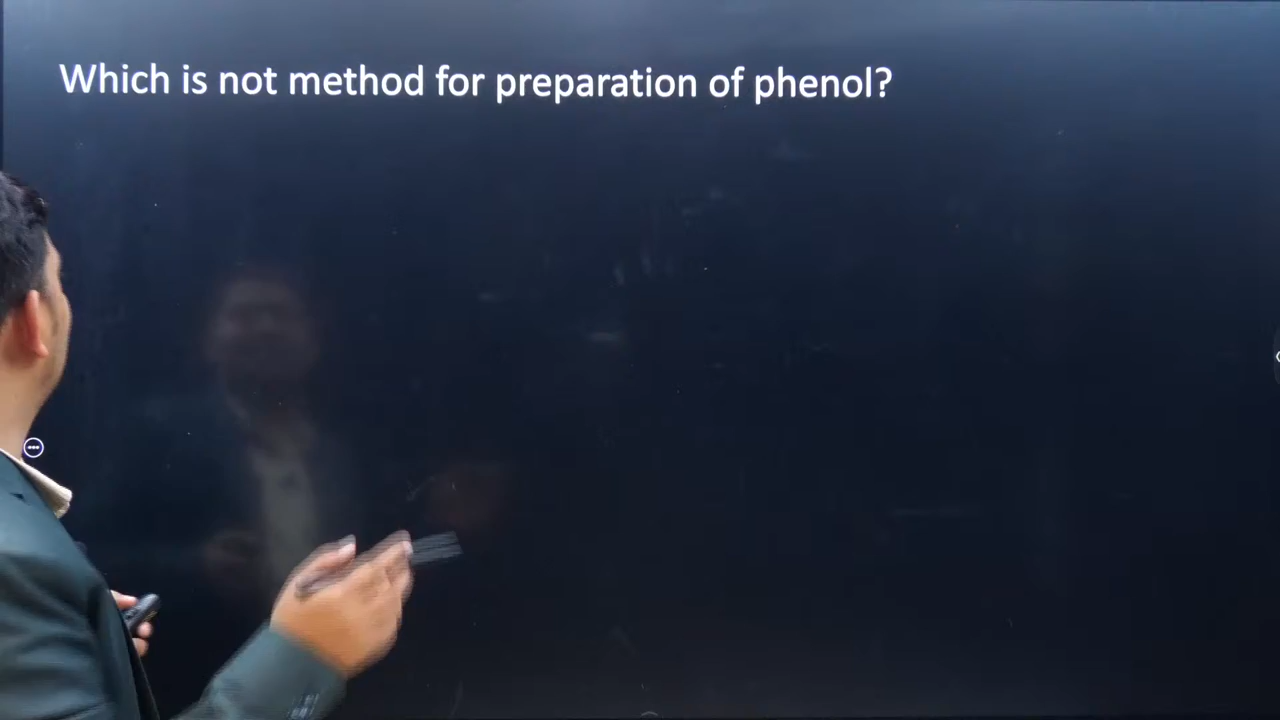 Which is not method for preparation of phenol?